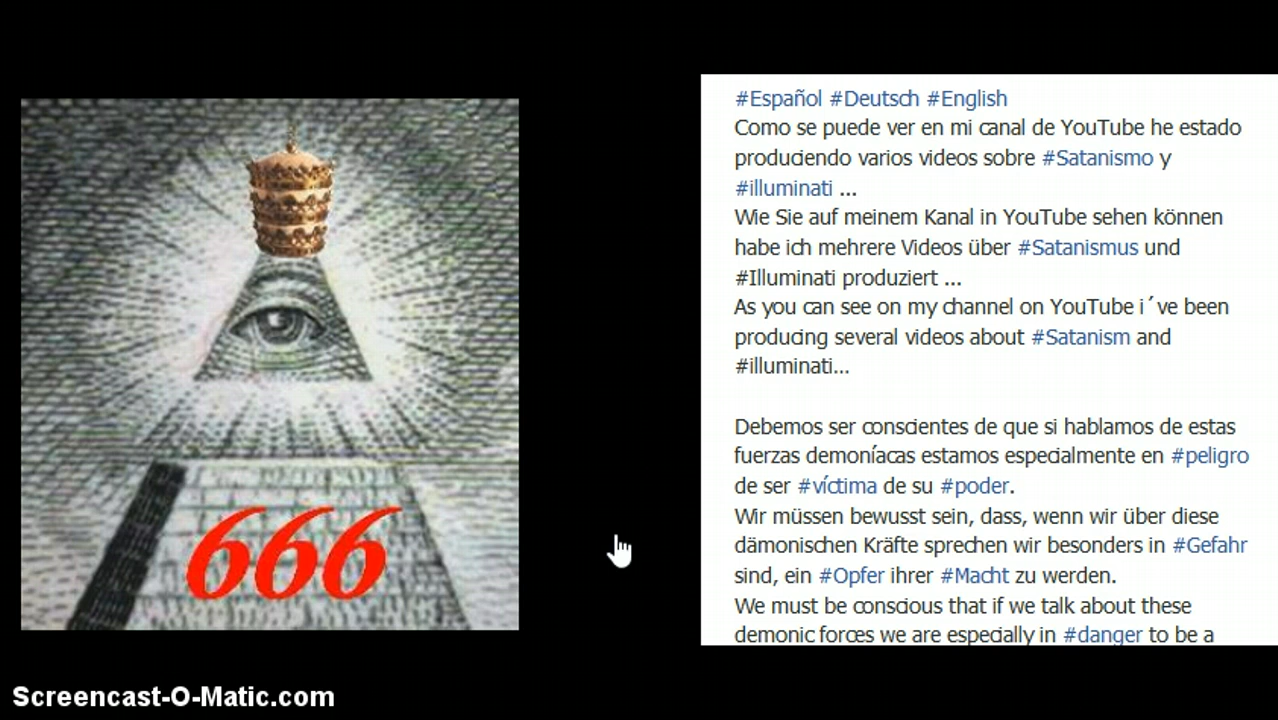 #Español #Deutsch #English
Como se puede ver en mi canal de YouTube he estado
produciendo varios videos sobre #Satanismo y
#illuminati ...
Wie Sie auf meinem Kanal in YouTube sehen können
habe ich mehrere Videos über #Satanismus und
#Illuminati produziert ...
As you can see on my channel on YouTube i´ve been
producing several videos about #Satanism and
#illuminati...
Debemos ser conscientes de que si hablamos de estas
fuerzas demoníacas estamos especialmente en #peligro
de ser #víctima de su #poder.
Wir müssen bewusst sein, dass, wenn wir über diese
dämonischen Kräfte sprechen wir besonders in #Gefahr
sind, ein #Opfer ihrer #Macht zu werden.
We must be conscious that if we talk about these
demonic forces we are especially in #danger to be a
666
Screencast-O-Matic.com